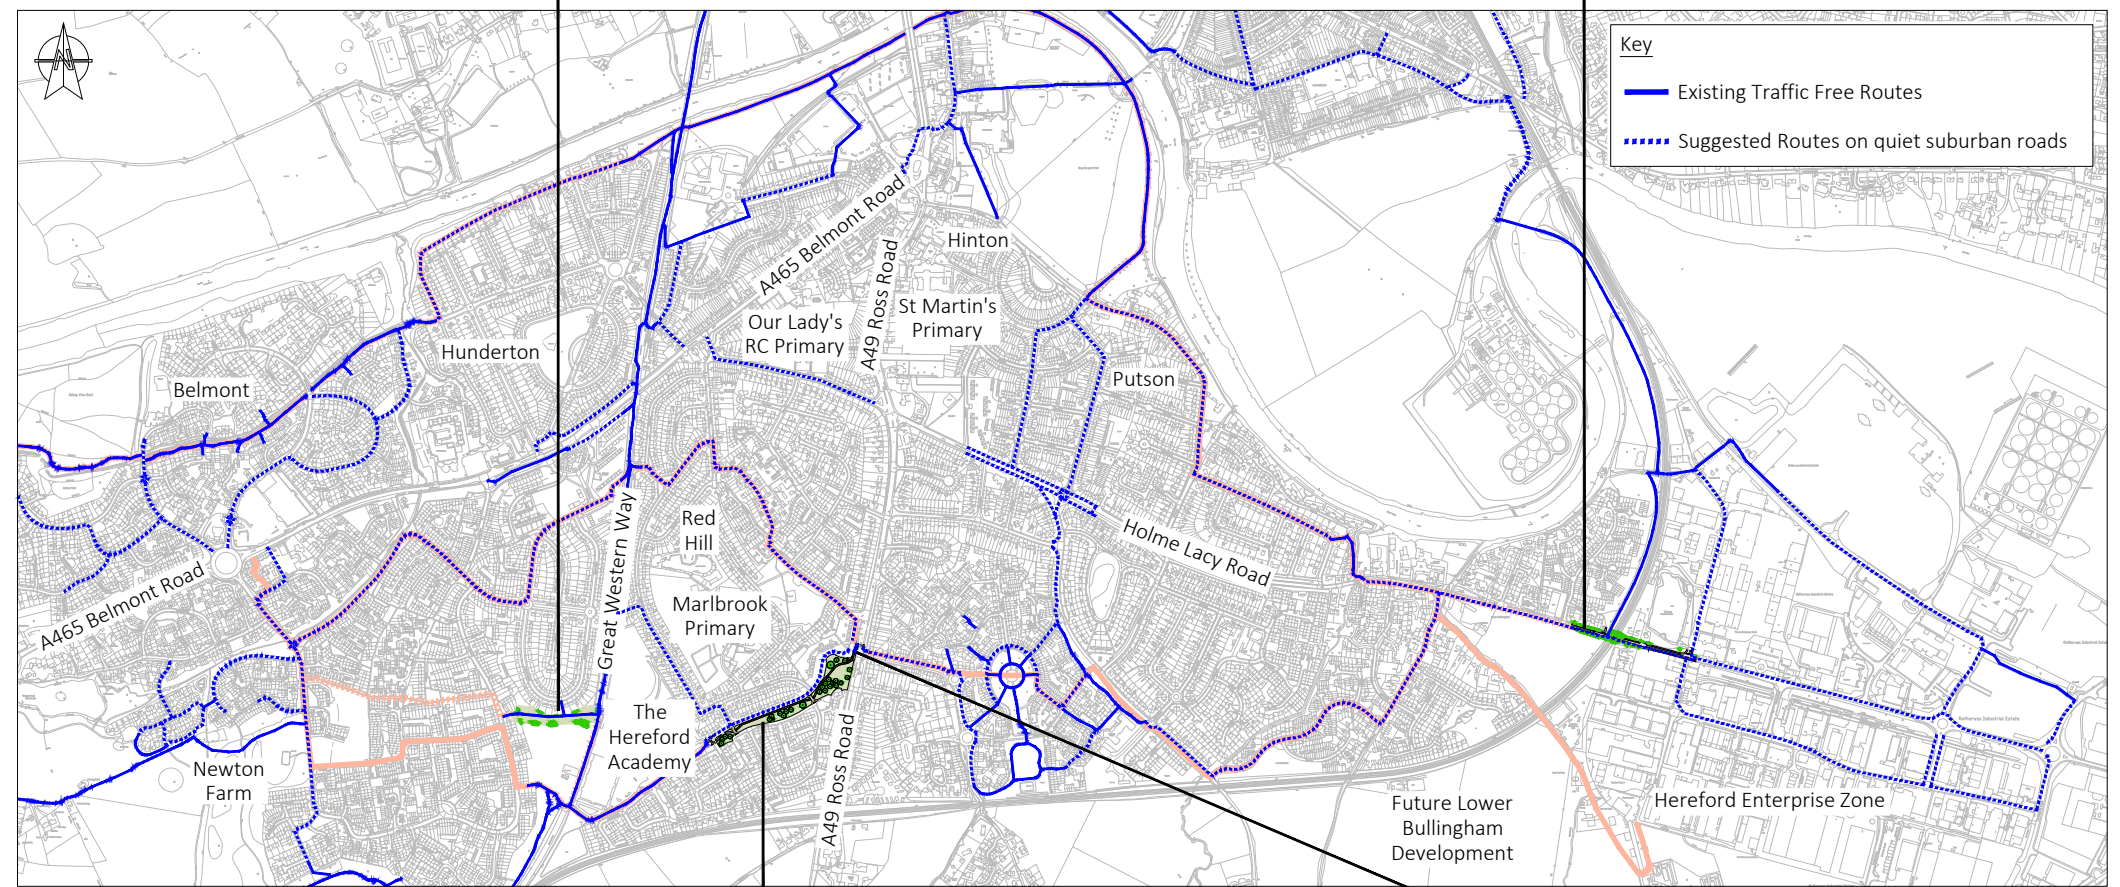 N
Key
Existing Traffic Free Routes
Suggested Routes on quiet suburban roads
A465 Belmont Road
Hinton
A49 Ross Road
St Martin's
Primary
Our Lady's
RC Primary
Hunderton
Belmont
Putson
Red
Hill
Great Western Way
Holme Lacy Road
A465 Belmont Road
Marlbrook
Primary
The
Hereford
Academy
A49 Ross Road
Newton
Farm
Future Lower
Bullingham
Development
Hereford Enterprise Zone